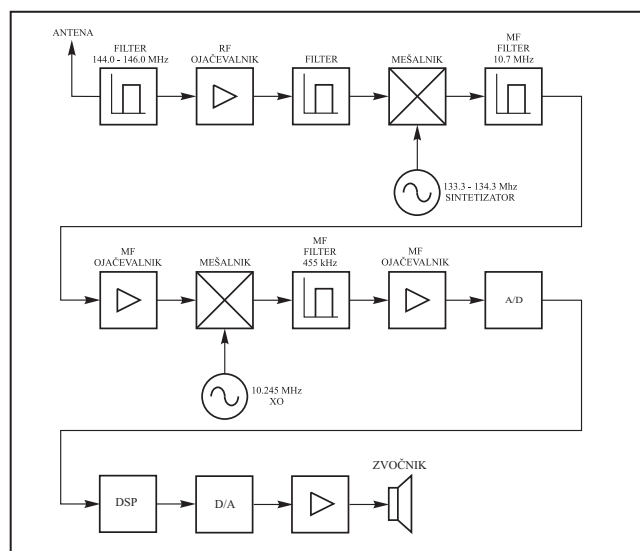 ANTENA
FILTER
144.0 - 146.0 MHz
RF
OJAČEVALNIK
FILTER
MEŠALNIK
MF
FILTER
10.7 MHz
133.3 - 134.3 Mhz
SINTETIZATOR
MF
OJAČEVALNIK
MEŠALNIK
MF
FILTER
455 kHz
MF
OJAČEVALNIK
A/D
10.245 MHz
XO
DSP
D/A
ZVOČNIK